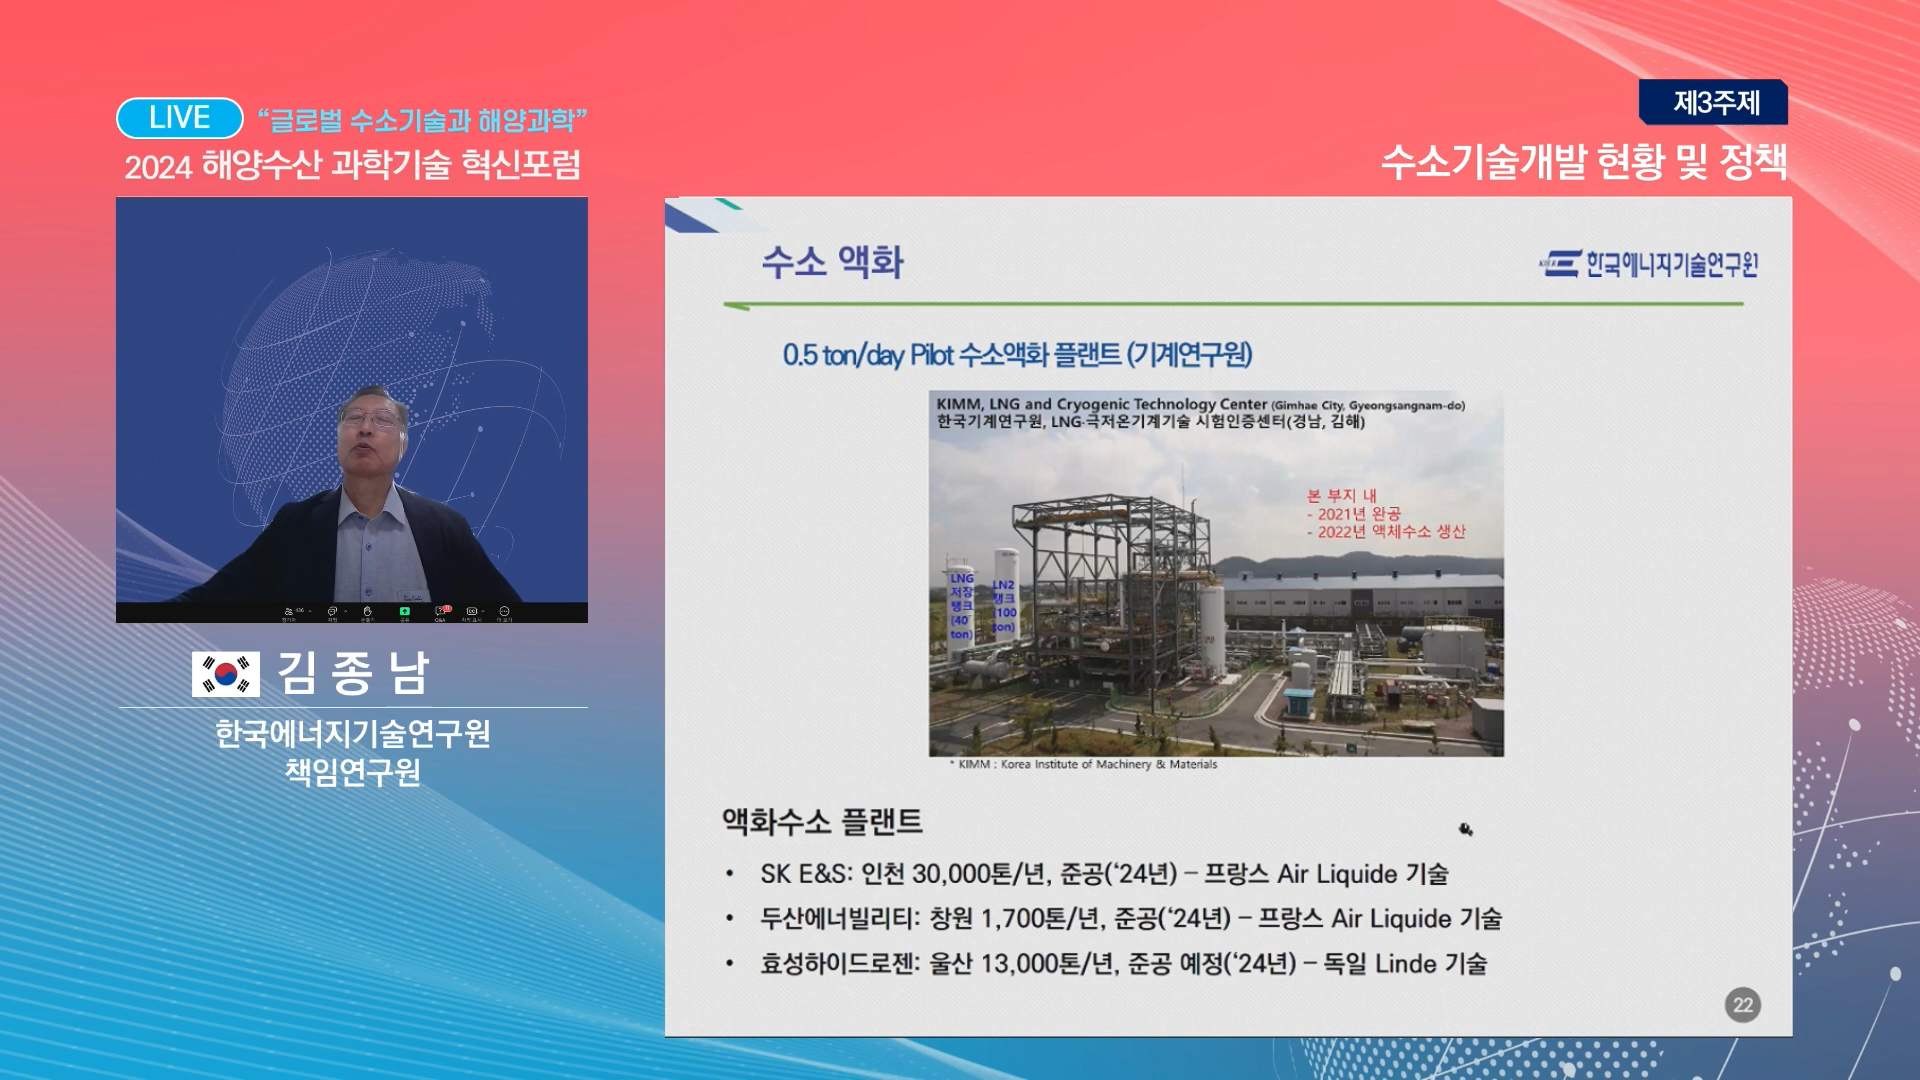 LIVE
“글로벌 수소기술과 해양과학”
2024 해양수산 과학기술 혁신포럼
제3주제
수소기술개발 현황 및 정책
김종남
한국에너지기술연구원
책임연구원
수소 액화
한국에너지기술연구원
0.5 ton/day Pilot 수소액화 플랜트 (기계연구원)
KIMM, LNG and Cryogenic Technology Center (Gimhae City, Gyeongsangnam-do)
한국기계연구원, LNG·극저온기계기술 시험인증센터(경남, 김해)
본 부지 내
- 2021년 완공
- 2022년 액체수소 생산
LNG
저장
탱크
(40
ton)
LN2
탱크
(100
ton)
* KIMM : Korea Institute of Machinery & Materials
액화수소 플랜트
• SK E&S: 인천 30,000톤/년, 준공(‘24년) – 프랑스 Air Liquide 기술
• 두산에너빌리티: 창원 1,700톤/년, 준공(‘24년) – 프랑스 Air Liquide 기술
• 효성하이드로젠: 울산 13,000톤/년, 준공 예정(‘24년) – 독일 Linde 기술
22